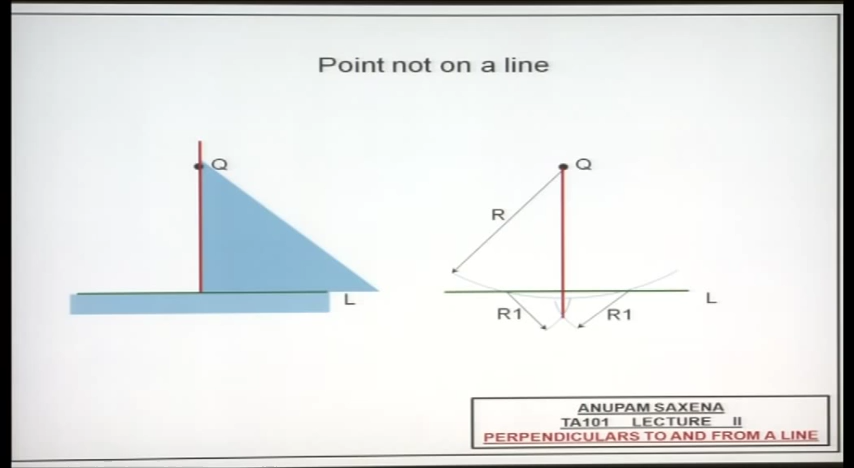 Point not on a line
Q
L
Q
R
L
R1
R1
ANUPAM SAXENA
TA101 LECTURE II
PERPENDICULARS TO AND FROM A LINE